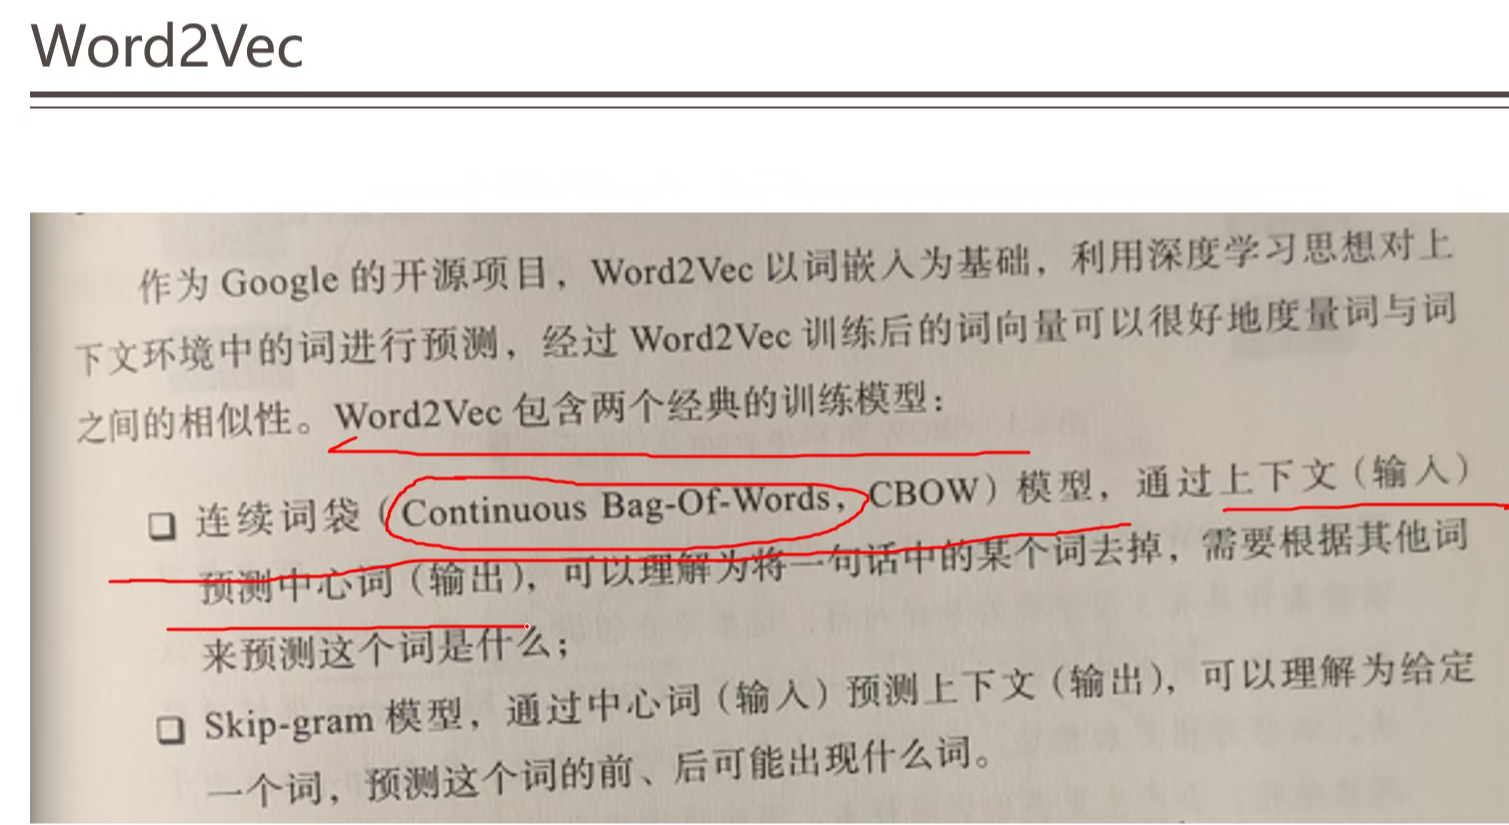 Word2Vec
作为 Google 的开源项目，Word2Vec 以词嵌入为基础，利用深度学习思想对上
下文环境中的词进行预测，经过 Word2Vec 训练后的词向量可以很好地度量词与词
之间的相似性。Word2Vec 包含两个经典的训练模型：
❑ 连续词袋（Continuous Bag-Of-Words，CBOW）模型，通过上下文（输入）
预测中心词（输出），可以理解为将一句话中的某个词去掉，需要根据其他词
来预测这个词是什么；
❑ Skip-gram 模型，通过中心词（输入）预测上下文（输出），可以理解为给定
一个词，预测这个词的前、后可能出现什么词。